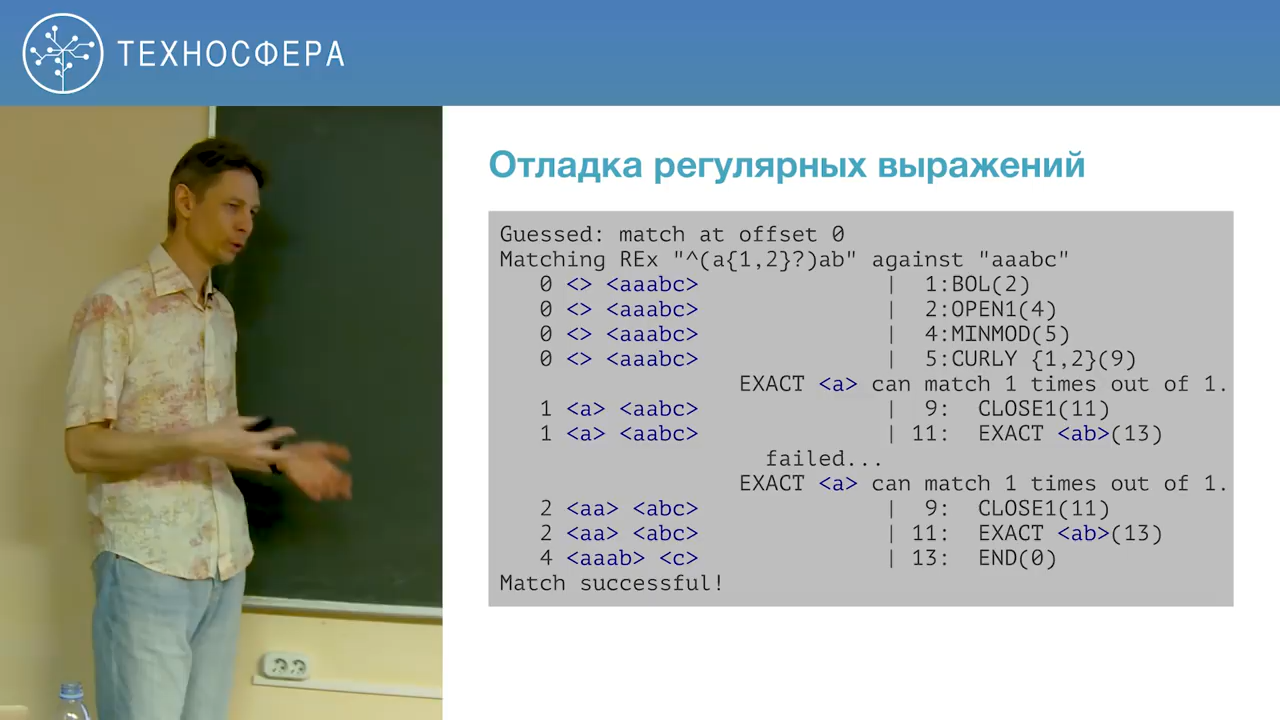 ТЕХНОСФЕРА
Отладка регулярных выражений
Guessed: match at offset 0
Matching REx "^(a{1,2}?)ab" against "aaabc"
0 <> <aaabc> | 1:BOL(2)
0 <> <aaabc> | 2:OPEN1(4)
0 <> <aaabc> | 4:MINMOD(5)
0 <> <aaabc> | 5:CURLY {1,2}(9)
EXACT <a> can match 1 times out of 1.
1 <a> <aabc> | 9: CLOSE1(11)
1 <a> <aabc> | 11: EXACT <ab>(13)
failed...
EXACT <a> can match 1 times out of 1.
2 <aa> <abc> | 9: CLOSE1(11)
2 <aa> <abc> | 11: EXACT <ab>(13)
4 <aaab> <c> | 13: END(0)
Match successful!